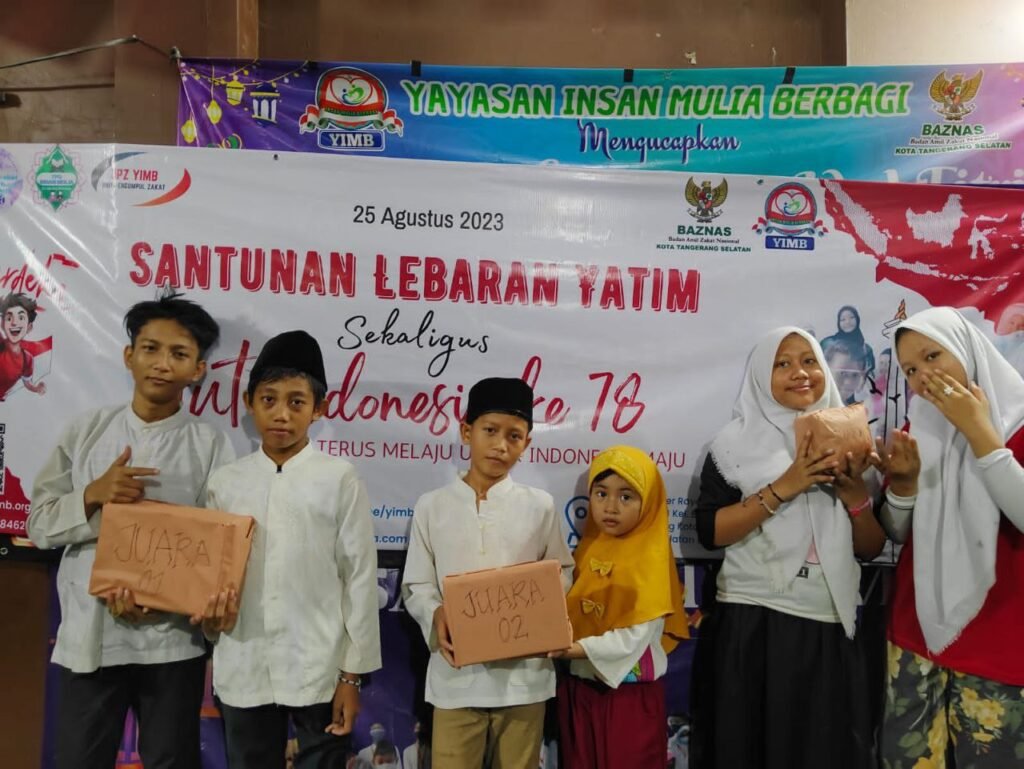 YAYASAN INSAN MULIA BERBAGI
YIMB
Mengucapkan
BAZNAS
Badan Amil Zakat Nasional
KOTA TANGERANG SELATAN
UPZ YIMB
25 Agustus 2023
BAZNAS
Badan Amil Zakat Nasional
KOTA TANGERANG SELATAN
YIMB
SANTUNAN LEBARAN YATIM
Sekaligus
Indonesia ke 78
TERUS MELAJU INDONESIA MAJU
JUARA
01
JUARA
02